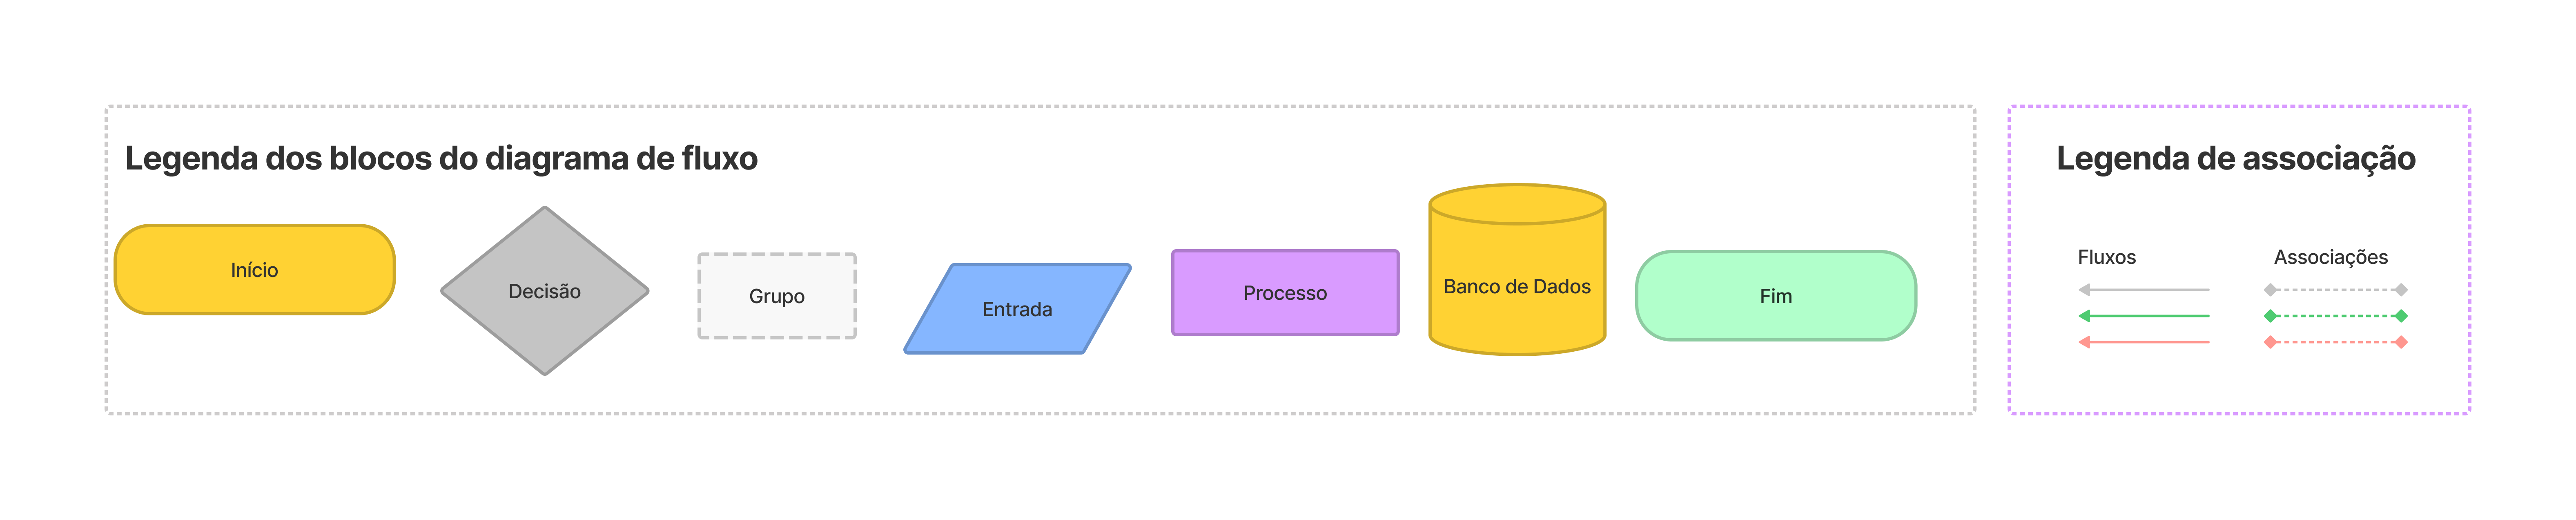 Legenda dos blocos do diagrama de fluxo
Início
Decisão
Grupo
Entrada
Processo
Banco de Dados
Fim
Legenda de associação
Fluxos
Associações